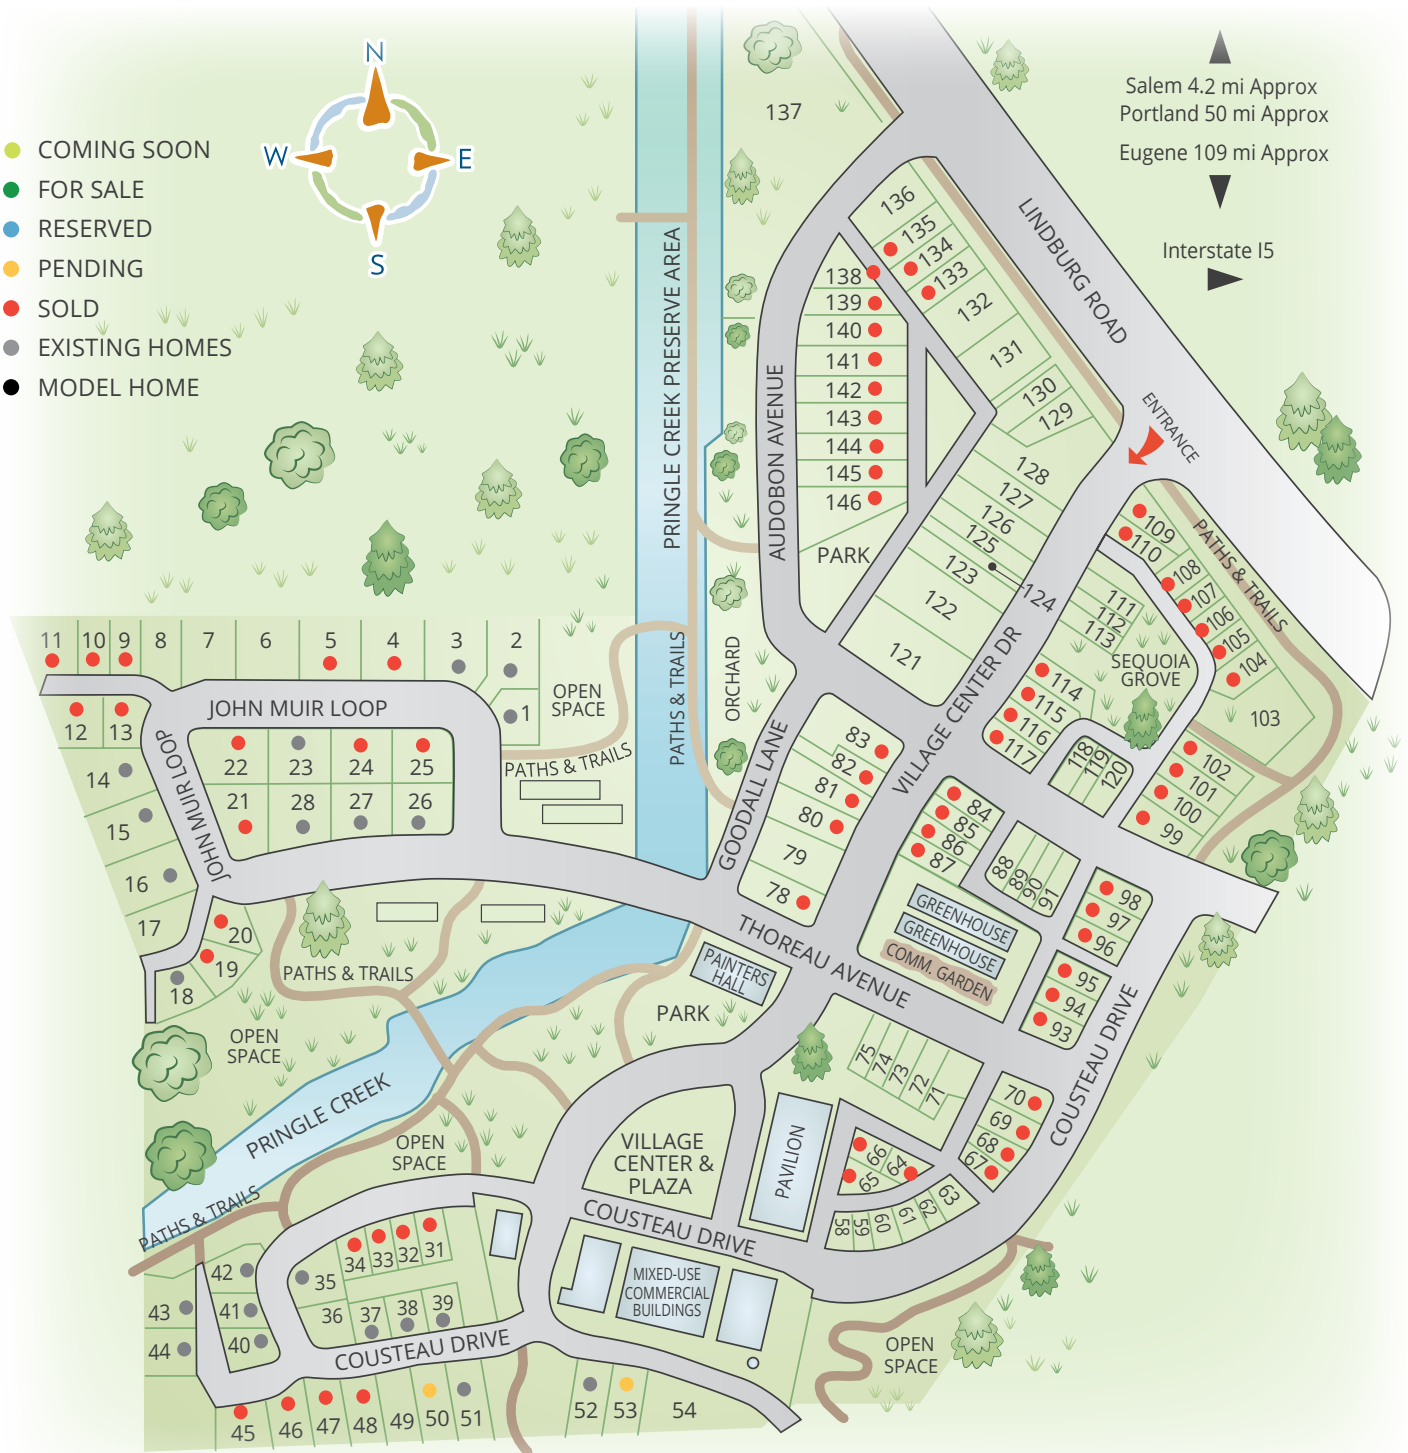 N
W
E
S
COMING SOON
FOR SALE
RESERVED
PENDING
SOLD
EXISTING HOMES
MODEL HOME
Salem 4.2 mi Approx
Portland 50 mi Approx
Eugene 109 mi Approx
Interstate I5
LINDBURG ROAD
ENTRANCE
PRINGLE CREEK PRESERVE AREA
AUDOBON AVENUE
137
136
135
134
133
132
131
130
129
138
139
140
141
142
143
144
145
146
PARK
128
127
126
125
124
123
122
121
109
110
108
107
106
105
104
103
PATHS & TRAILS
111
112
113
SEQUOIA
GROVE
114
115
116
117
118
119
120
102
101
100
99
VILLAGE CENTER DR
ORCHARD
PATHS & TRAILS
GOODALL LANE
11
10
9
8
7
6
5
4
3
2
1
OPEN
SPACE
JOHN MUIR LOOP
12
13
14
15
16
17
18
19
20
JOHN MUIR LOOP
22
23
24
25
21
28
27
26
PATHS & TRAILS
83
82
81
80
79
78
84
85
86
87
88
89
90
91
98
97
96
95
94
93
GREENHOUSE
GREENHOUSE
COMM. GARDEN
THOREAU AVENUE
PAINTERS
HALL
PARK
PATHS & TRAILS
OPEN
SPACE
PRINGLE CREEK
OPEN
SPACE
PATHS & TRAILS
75
74
73
72
71
70
69
68
67
66
65
64
63
62
61
60
59
58
COUSTEAU DRIVE
PAVILION
VILLAGE
CENTER &
PLAZA
COUSTEAU DRIVE
MIXED-USE
COMMERCIAL
BUILDINGS
OPEN
SPACE
34
33
32
31
35
36
37
38
39
42
41
40
43
44
COUSTEAU DRIVE
45
46
47
48
49
50
51
52
53
54